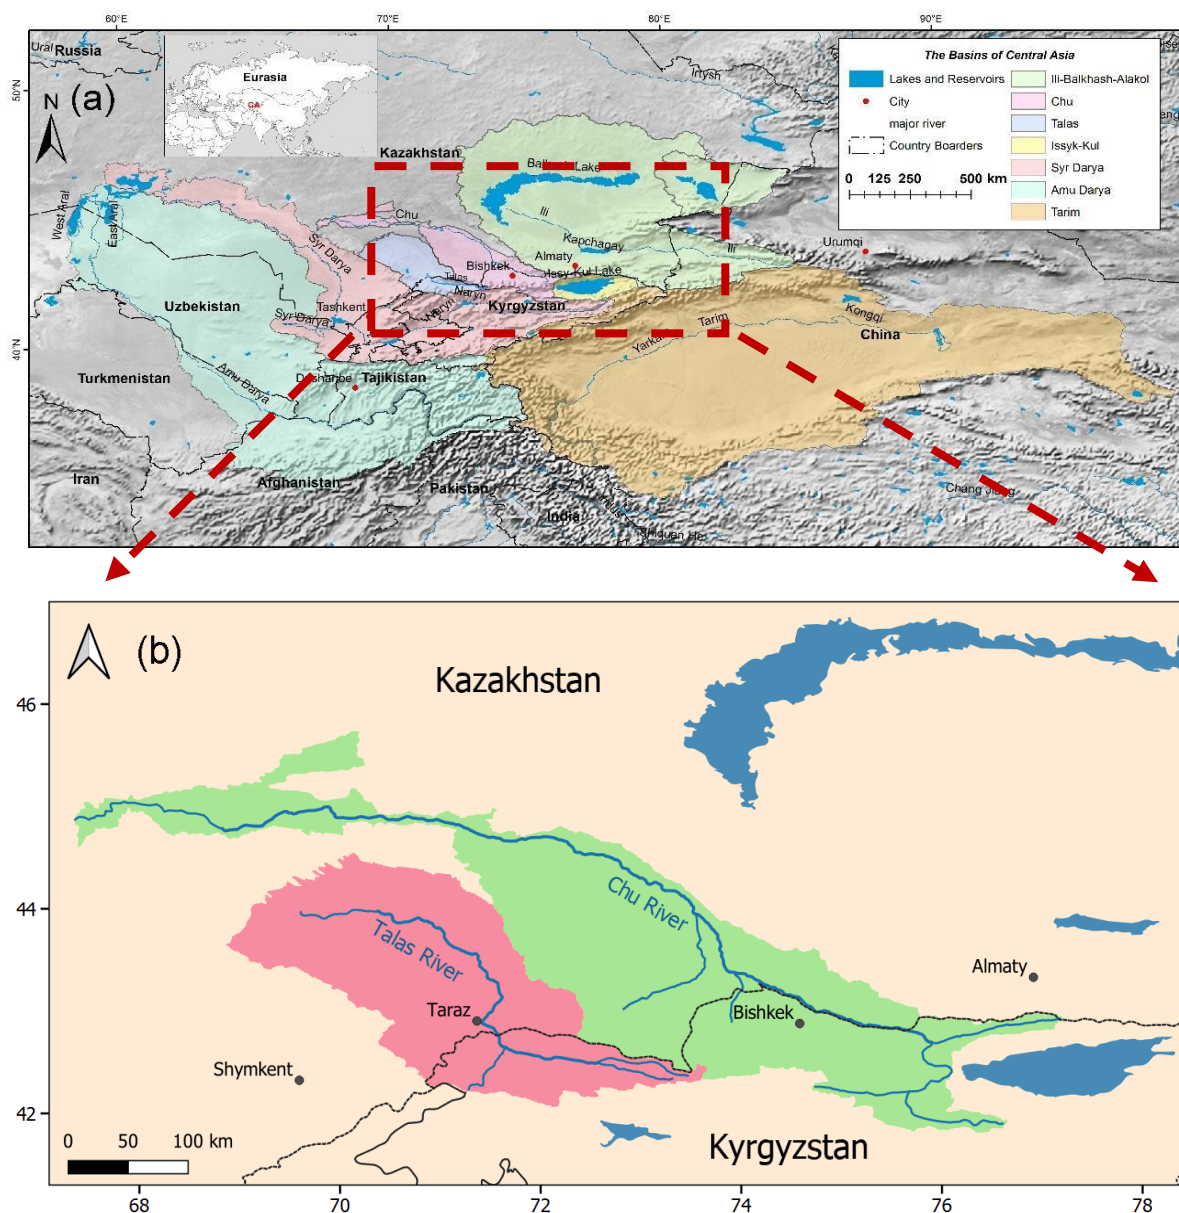 60°E
70°E
80°E
90°E
50°N
40°N
(a)
N
Eurasia
CA
The Basins of Central Asia
Lakes and Reservoirs
City
major river
Country Boarders
0 125 250 500 km
Ili-Balkhash-Alakol
Chu
Talas
Issyk-Kul
Syr Darya
Amu Darya
Tarim
Ural
Russia
Irtysh
Kazakhstan
Lake
West Aral
East Aral
Chu
Ili
Syr Darya
Kapchagay
Ili
Urumqi
Almaty
Bishkek
Talas
Issy-Kul Lake
Naryn
Naryn
Kyrgyzstan
Uzbekistan
Tashkent
Syr Darya
Tarim
Kongqi
China
Turkmenistan
Amu Darya
Tajikistan
Iran
Afghanistan
Pakistan
India
Chang Jiang
(b)
Kazakhstan
46
44
42
Chu River
Talas River
Almaty
Taraz
Bishkek
Shymkent
Kyrgyzstan
0 50 100 km
68 70 72 74 76 78